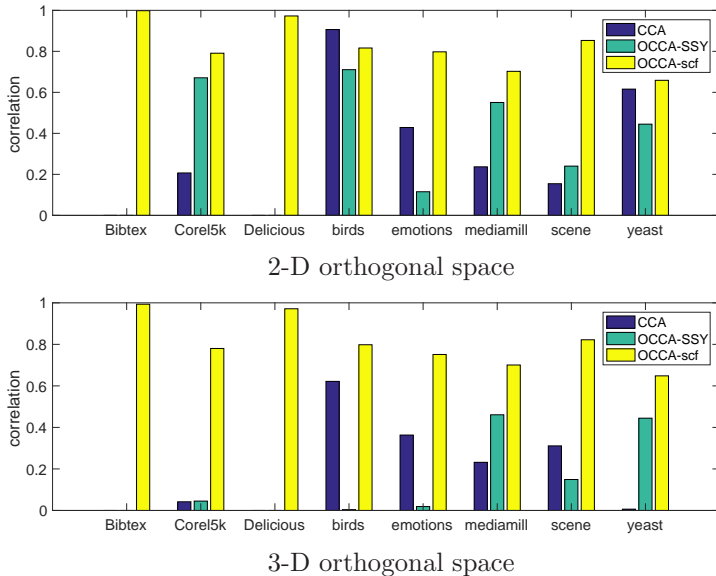 1
0.8
0.6
0.4
0.2
0
correlation
CCA
OCCA-SSY
OCCA-scf
Bibtex Corel5k Delicious birds emotions mediamill scene yeast
2-D orthogonal space
1
0.8
0.6
0.4
0.2
0
correlation
CCA
OCCA-SSY
OCCA-scf
Bibtex Corel5k Delicious birds emotions mediamill scene yeast
3-D orthogonal space